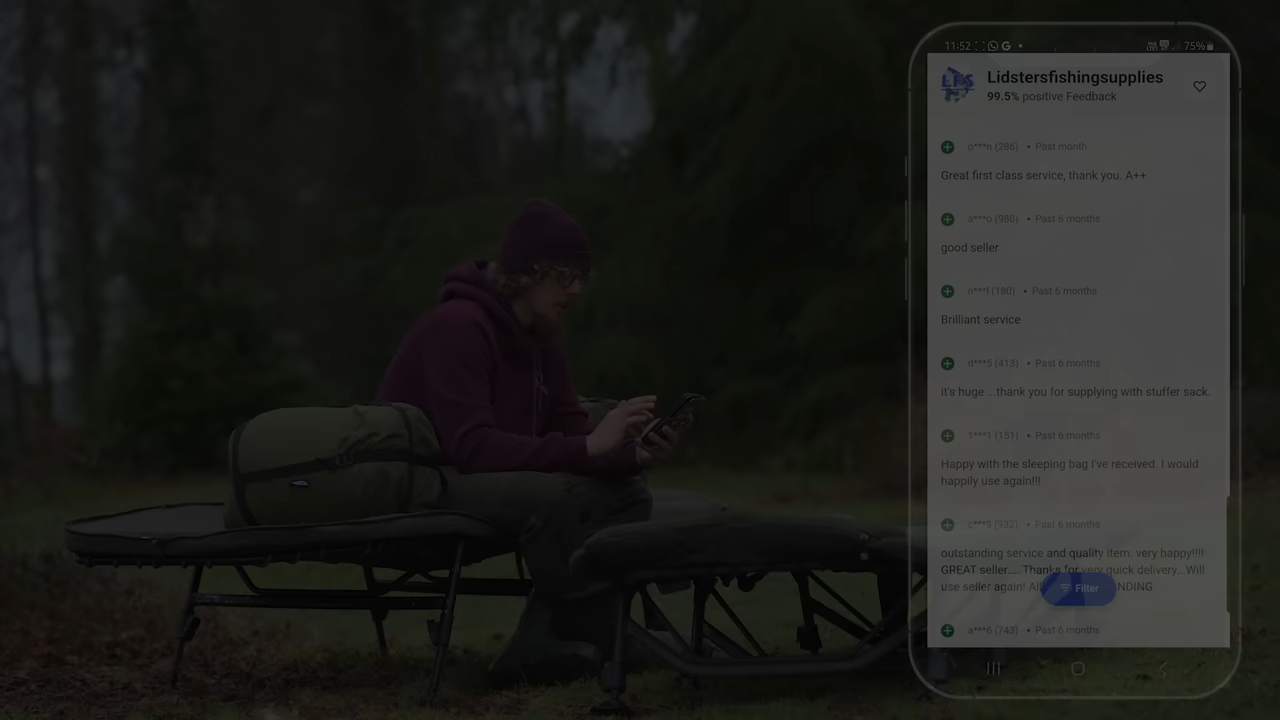 11:52
75%
LFS
Lidstersfishingsupplies
99.5% positive Feedback
o***n (286) • Past month
Great first class service, thank you. A++
a***o (980) • Past 6 months
good seller
n***l (180) • Past 6 months
Brilliant service
d***5 (413) • Past 6 months
it's huge ...thank you for supplying with stuffer sack.
1***1 (151) • Past 6 months
Happy with the sleeping bag I've received. I would
happily use again!!!
c***g (932) • Past 6 months
outstanding service and quality item. very happy!!!!
GREAT seller.....Thanks for very quick delivery...Will
use seller again! NDING.
Filter
a***6 (743) • Past 6 months